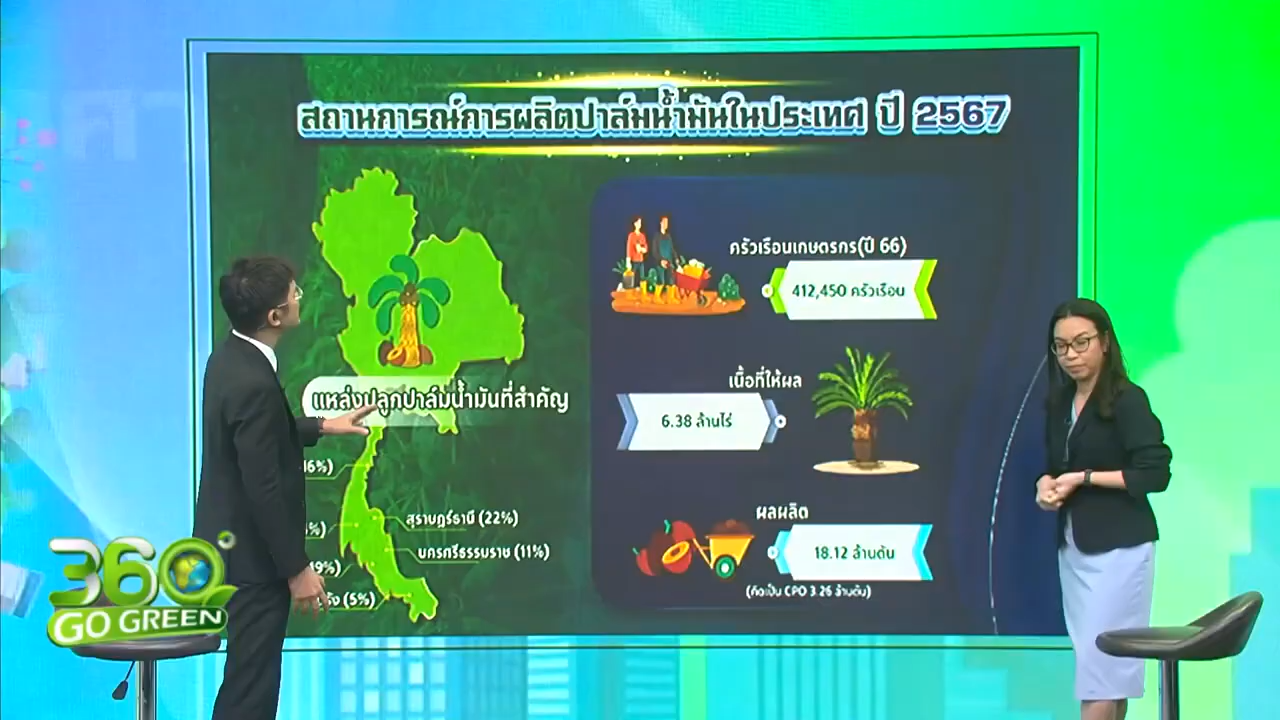 สถานการณ์การผลิตปาล์มน้ำมันในประเทศ ปี 2567
ครัวเรือนเกษตรกร(ปี 66)
412,450 ครัวเรือน
แหล่งปลูกปาล์มน้ำมันที่สำคัญ
เนื้อที่ให้ผล
6.38 ล้านไร่
16%)
สุราษฎร์ธานี (22%)
%)
นครศรีธรรมราช (11%)
19%)
(5%)
ผลผลิต
18.12 ล้านตัน
(คิดเป็น CPO 3.26 ล้านตัน)
360°
GO GREEN